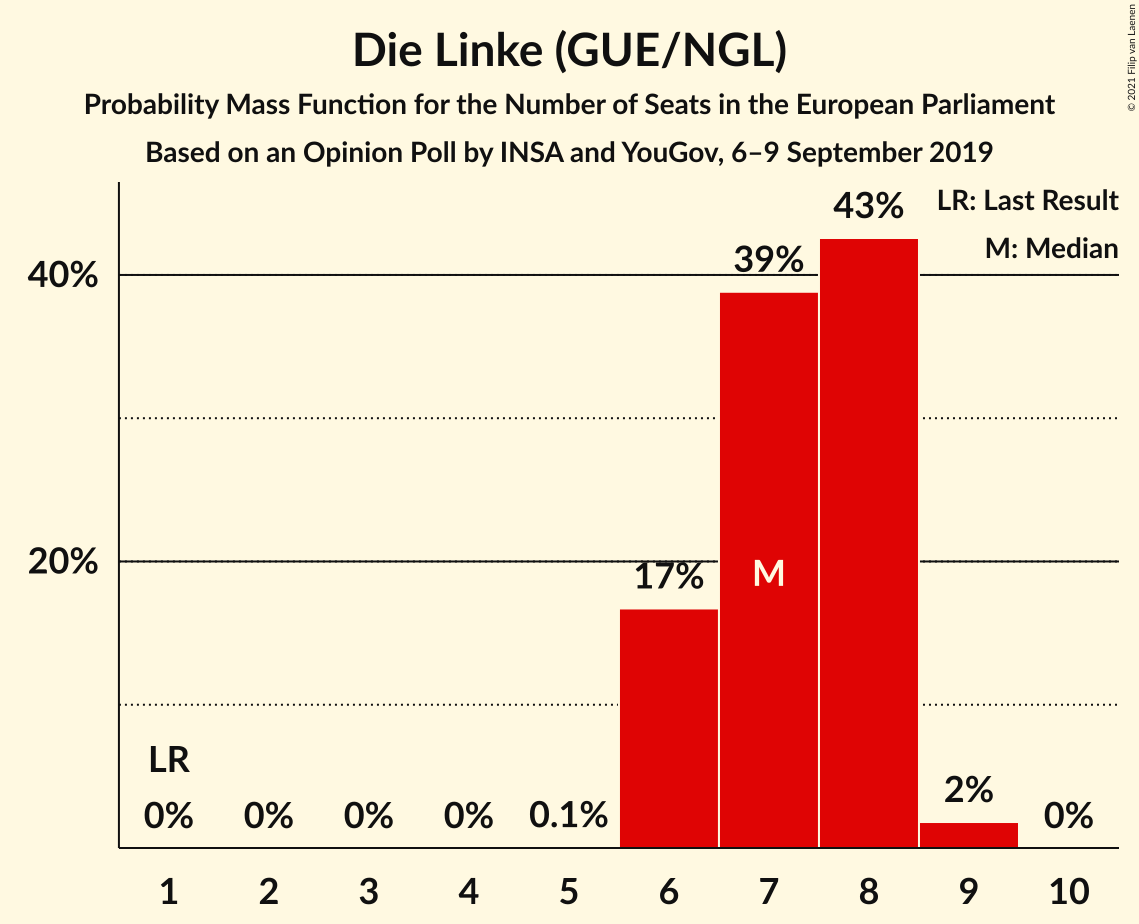 Die Linke (GUE/NGL)
Probability Mass Function for the Number of Seats in the European Parliament
Based on an Opinion Poll by INSA and YouGov, 6–9 September 2019
© 2021 Filip van Laenen
LR: Last Result
M: Median
40%
20%
LR
0%
0%
0%
0%
0.1%
17%
39%
M
43%
2%
0%
1 2 3 4 5 6 7 8 9 10